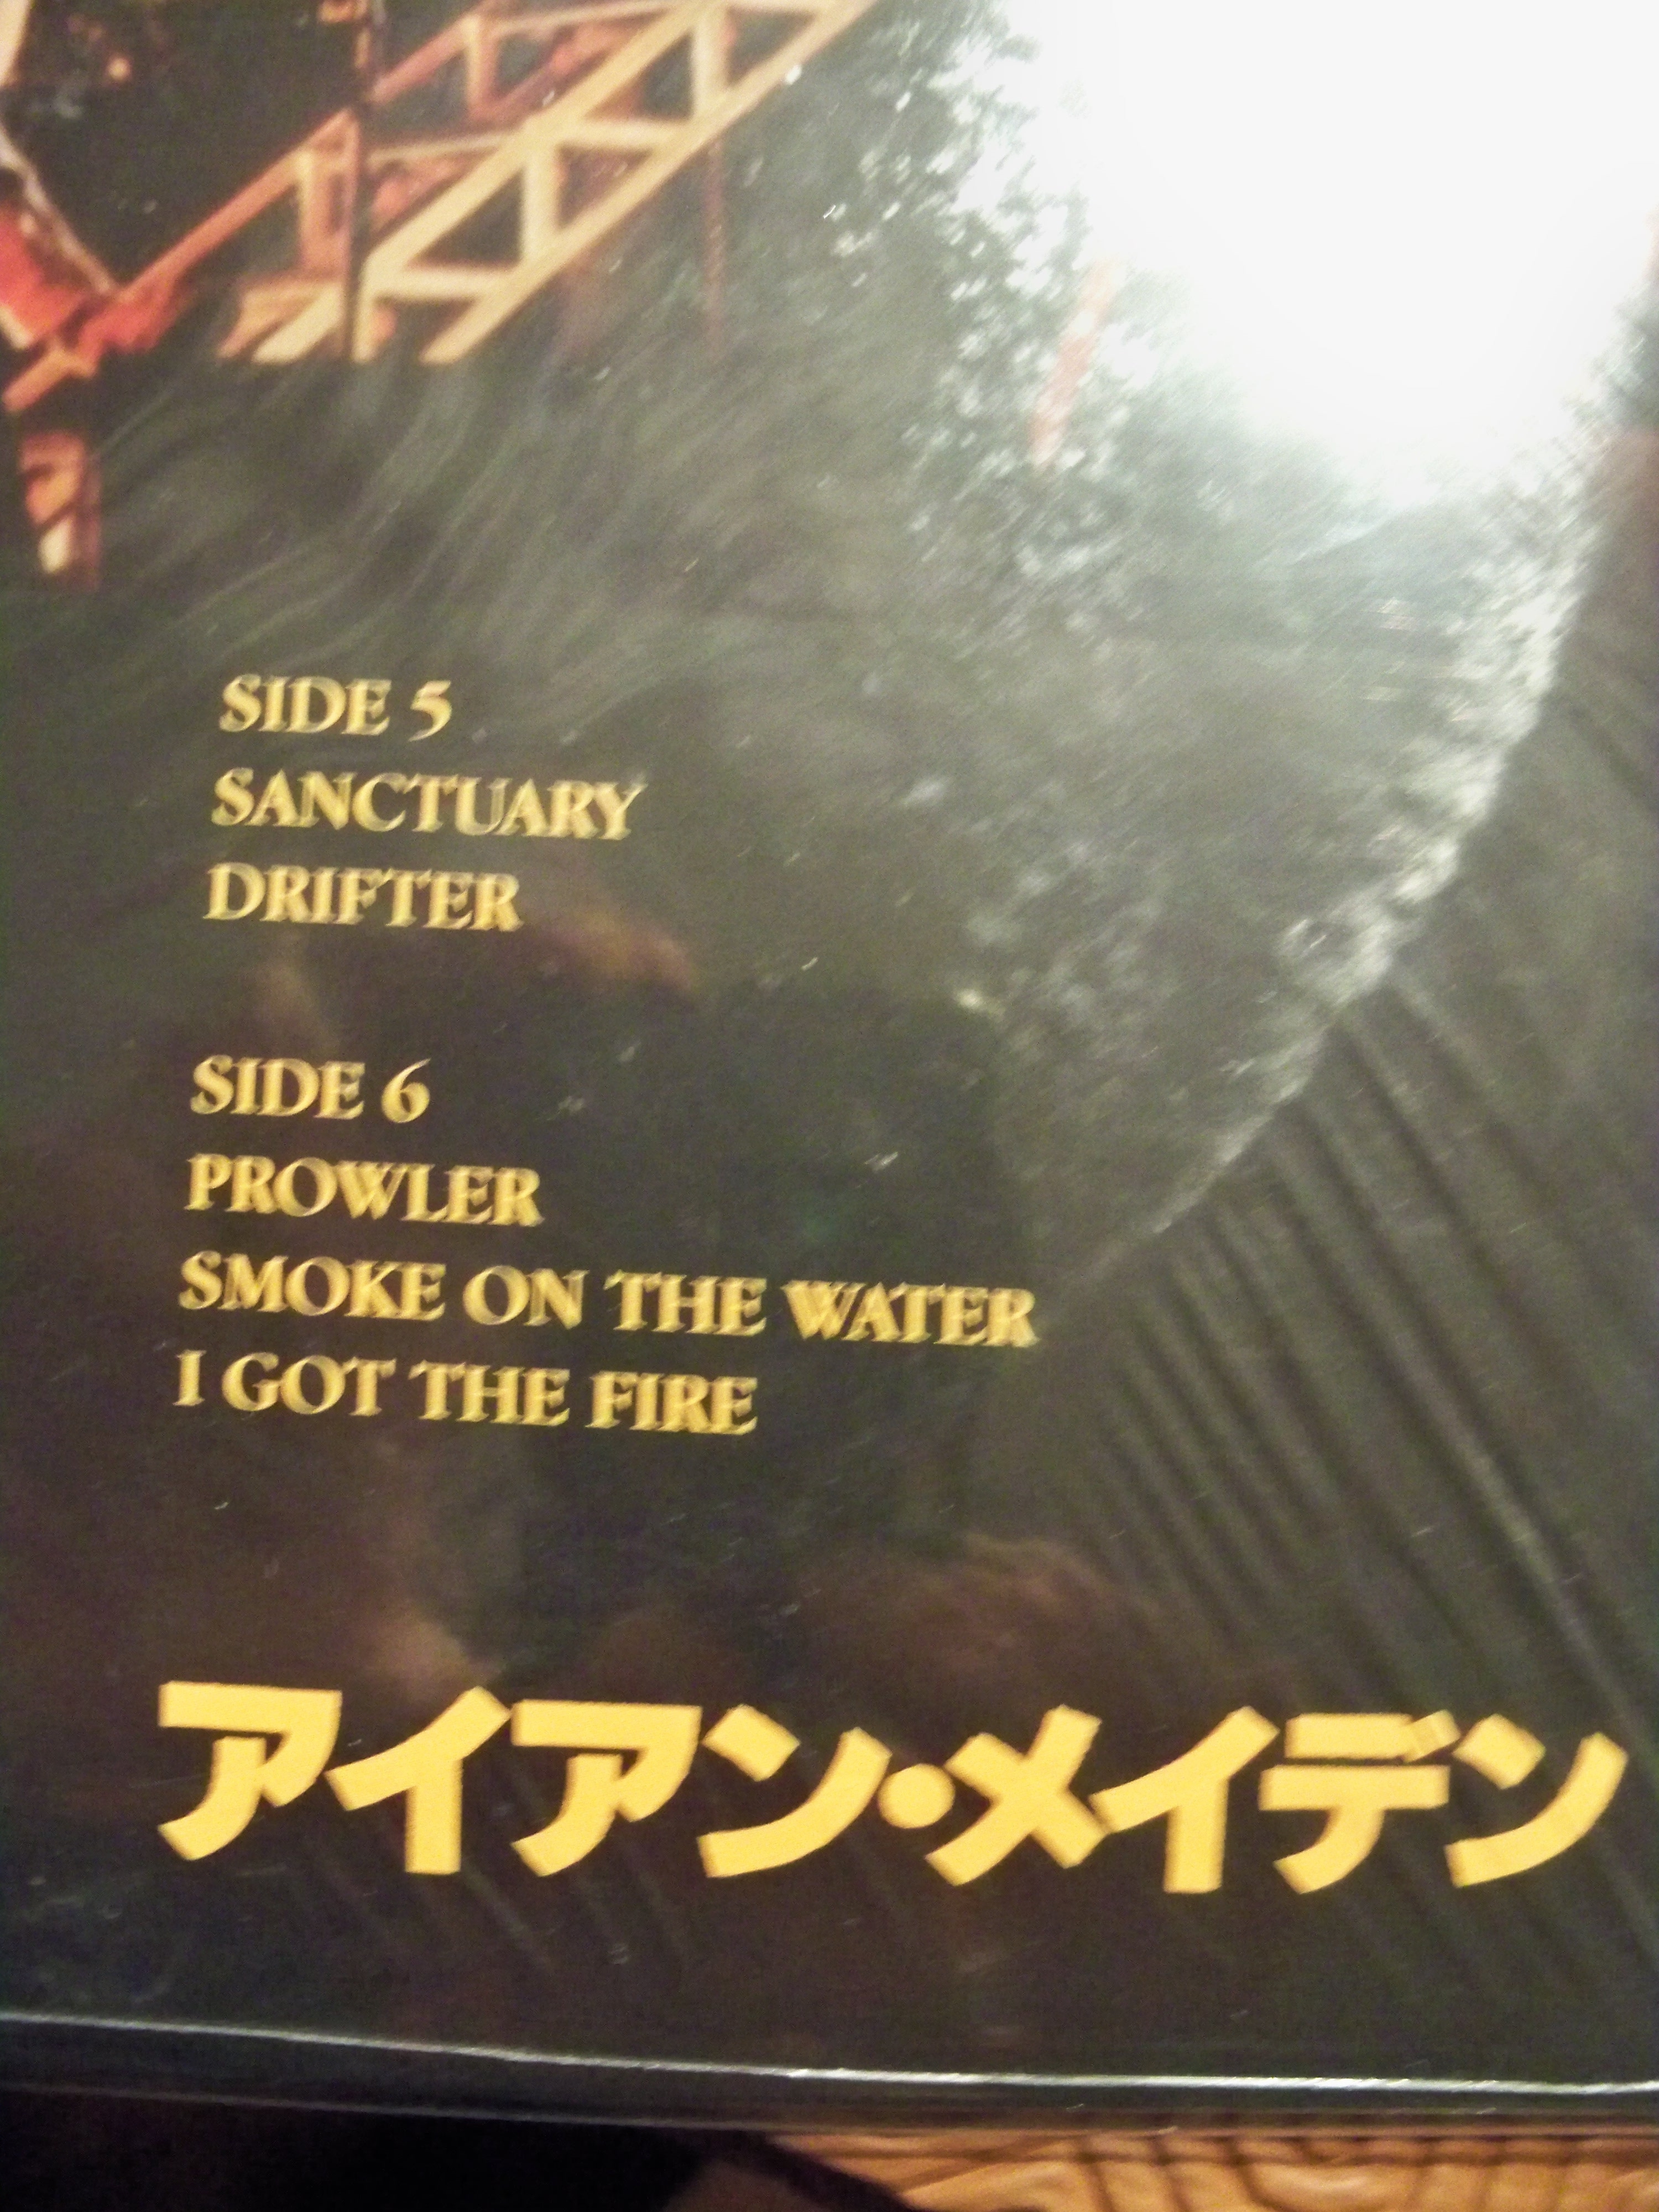 SIDE 5
SANCTUARY
DRIFTER
SIDE 6
PROWLER
SMOKE ON THE WATER
I GOT THE FIRE
アイアン・メイデン